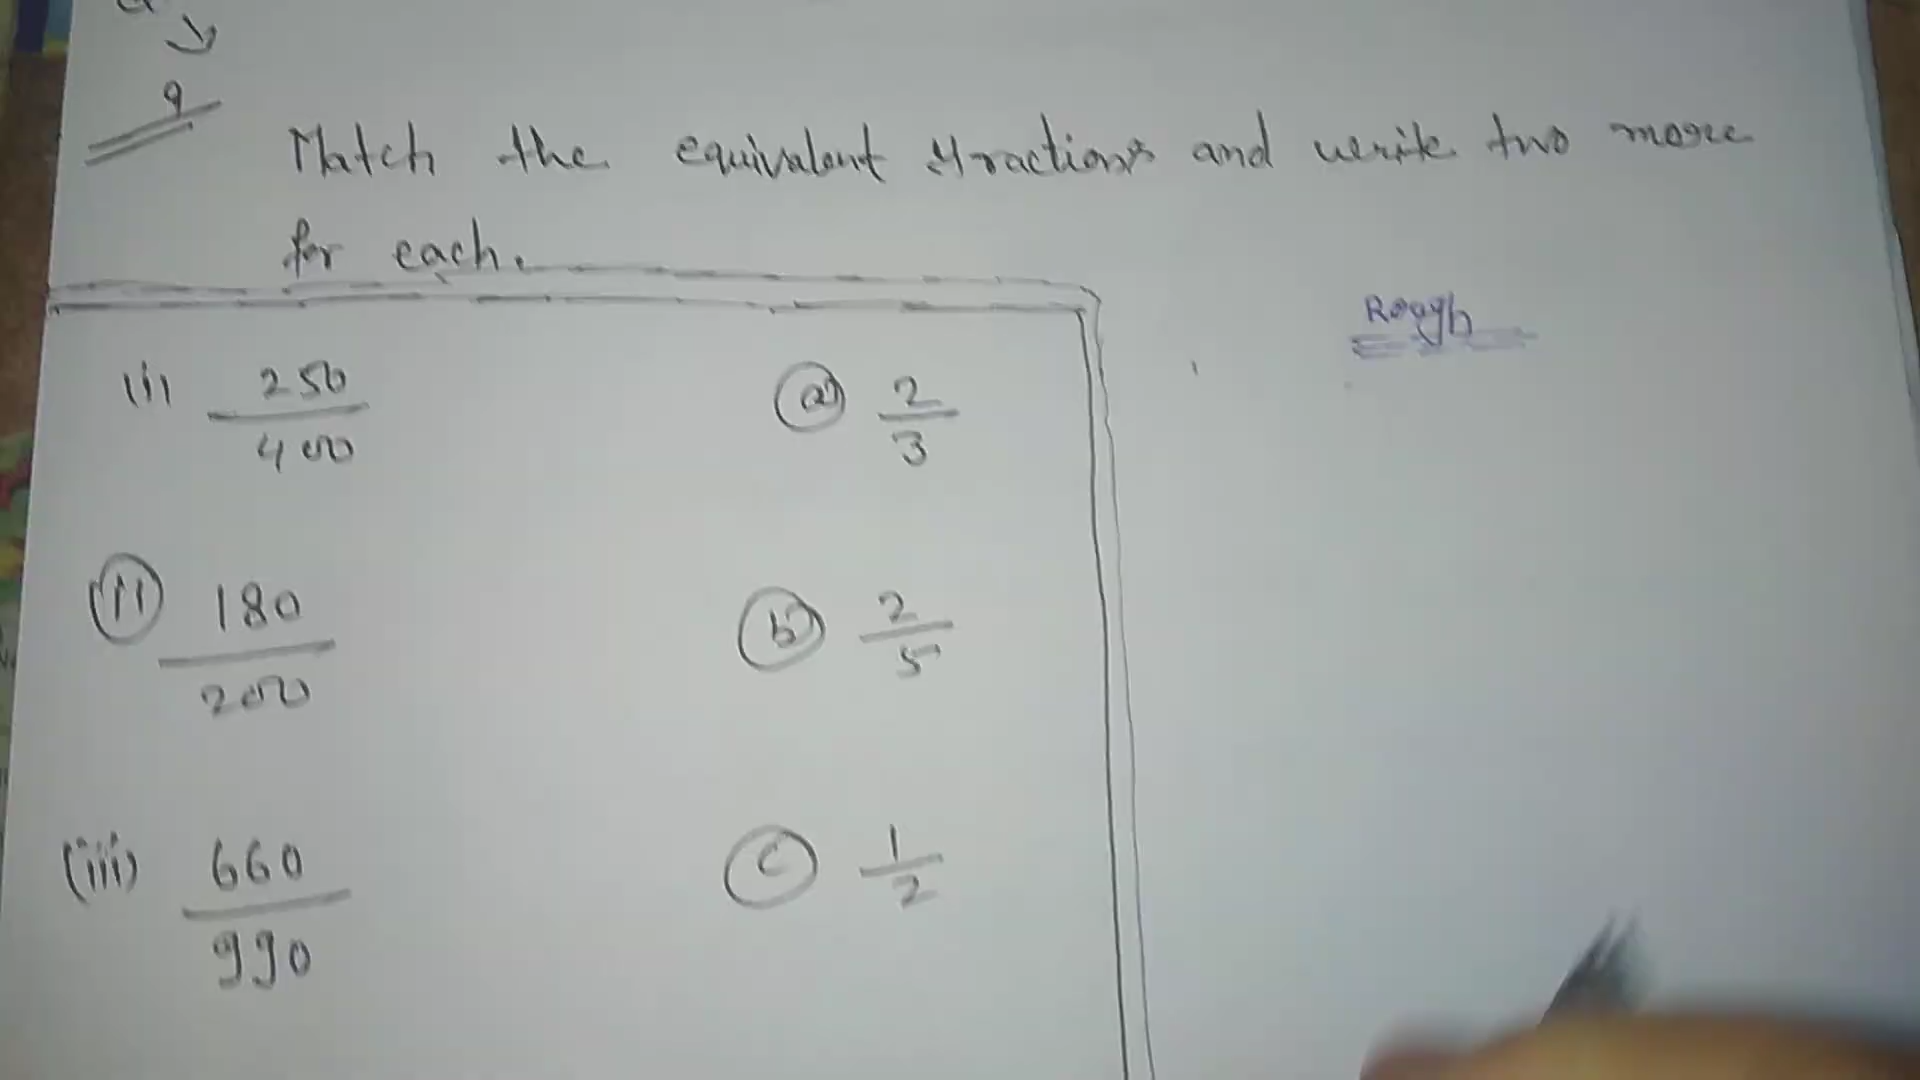 9
Match the equivalent fractions and write two more
for each.
Rough
(i) 250/400 (a) 2/3
(ii) 180/200 (b) 2/5
(iii) 660/990 (c) 1/2